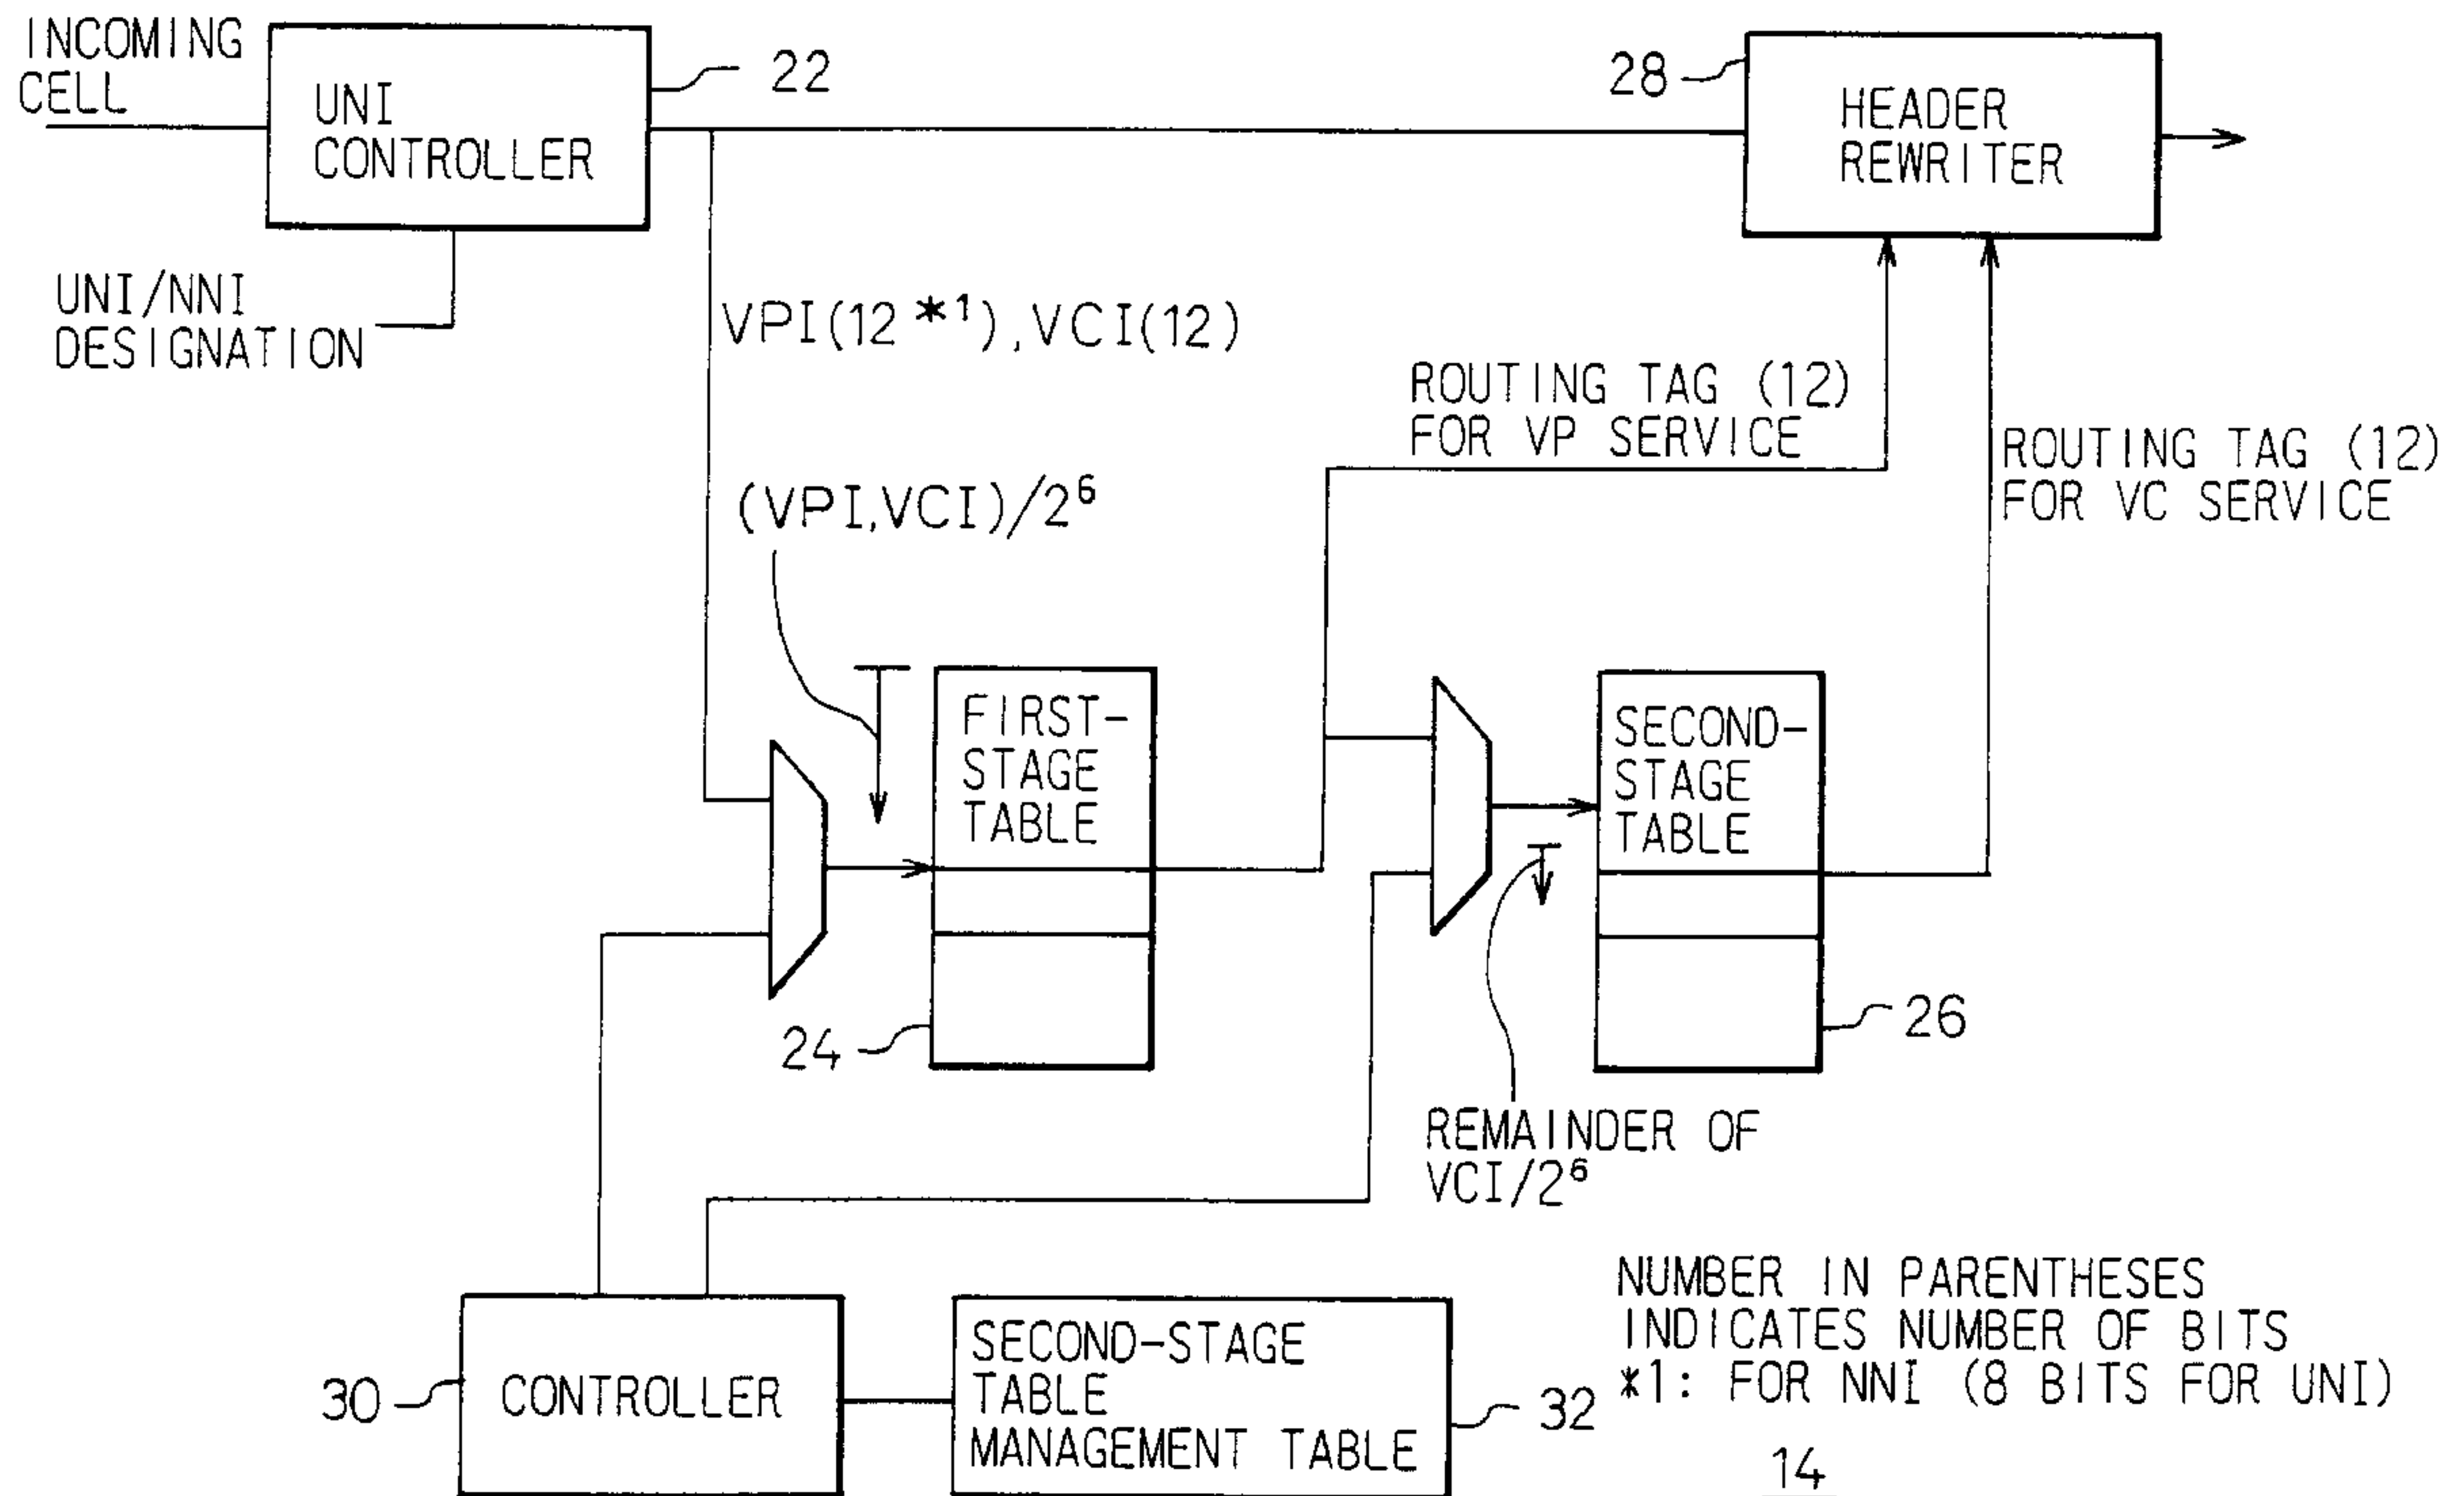 INCOMING
CELL
UNI
CONTROLLER
22
28
HEADER
REWRITER
UNI/NNI
DESIGNATION
VPI(12 *¹),VCI(12)
ROUTING TAG (12)
FOR VP SERVICE
ROUTING TAG (12)
FOR VC SERVICE
(VPI,VCI)/2⁶
FIRST-
STAGE
TABLE
SECOND-
STAGE
TABLE
24
26
REMAINDER OF
VCI/2⁶
30
CONTROLLER
SECOND-STAGE
TABLE
MANAGEMENT TABLE
32
NUMBER IN PARENTHESES
INDICATES NUMBER OF BITS
*1: FOR NNI (8 BITS FOR UNI)
14